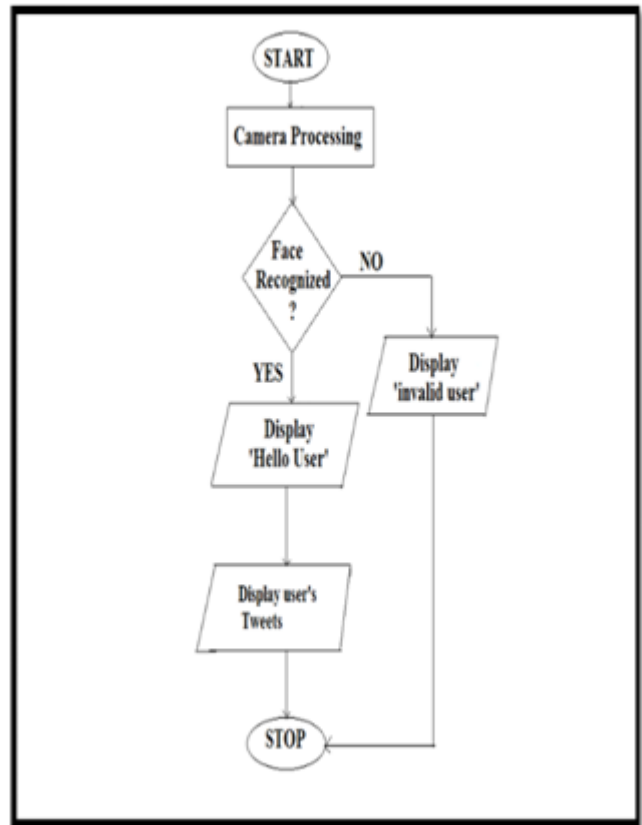 START
Camera Processing
Face
Recognized
?
NO
YES
Display
'invalid user'
Display
'Hello User'
Display user's
Tweets
STOP